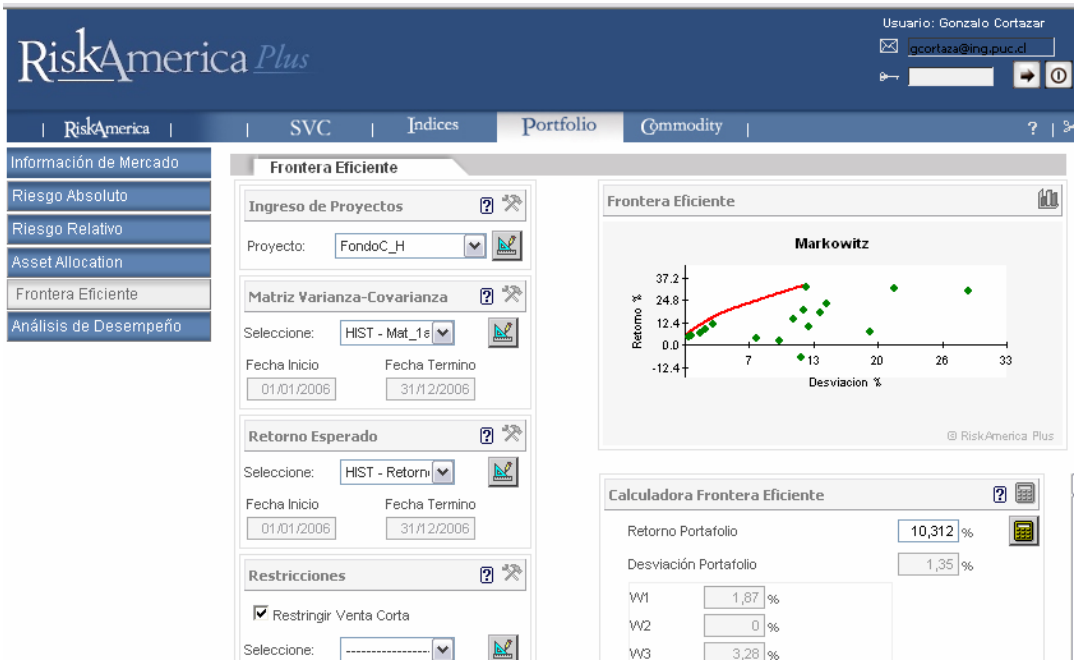 Usuario: Gonzalo Cortazar
RiskAmerica Plus
gcortaza@ing.puc.cl
| RiskAmerica | | SVC | Indices Portfolio Commodity | ? |
Información de Mercado
Riesgo Absoluto
Riesgo Relativo
Asset Allocation
Frontera Eficiente
Análisis de Desempeño
Frontera Eficiente
Ingreso de Proyectos ?
Proyecto: FondoC_H
Matriz Varianza-Covarianza ?
Seleccione: HIST - Mat_1a
Fecha Inicio Fecha Termino
01/01/2006 31/12/2006
Retorno Esperado ?
Seleccione: HIST - Retorn
Fecha Inicio Fecha Termino
01/01/2006 31/12/2006
Restricciones ?
Restringir Venta Corta
Seleccione: ----------------
Frontera Eficiente
Markowitz
Retorno %
37.2
24.8
12.4
0.0
-12.4
7 13 20 26 33
Desviacion %
@ RiskAmerica Plus
Calculadora Frontera Eficiente ?
Retorno Portafolio 10,312 %
Desviación Portafolio 1,35 %
W1 1,87 %
W2 0 %
W3 3,28 %